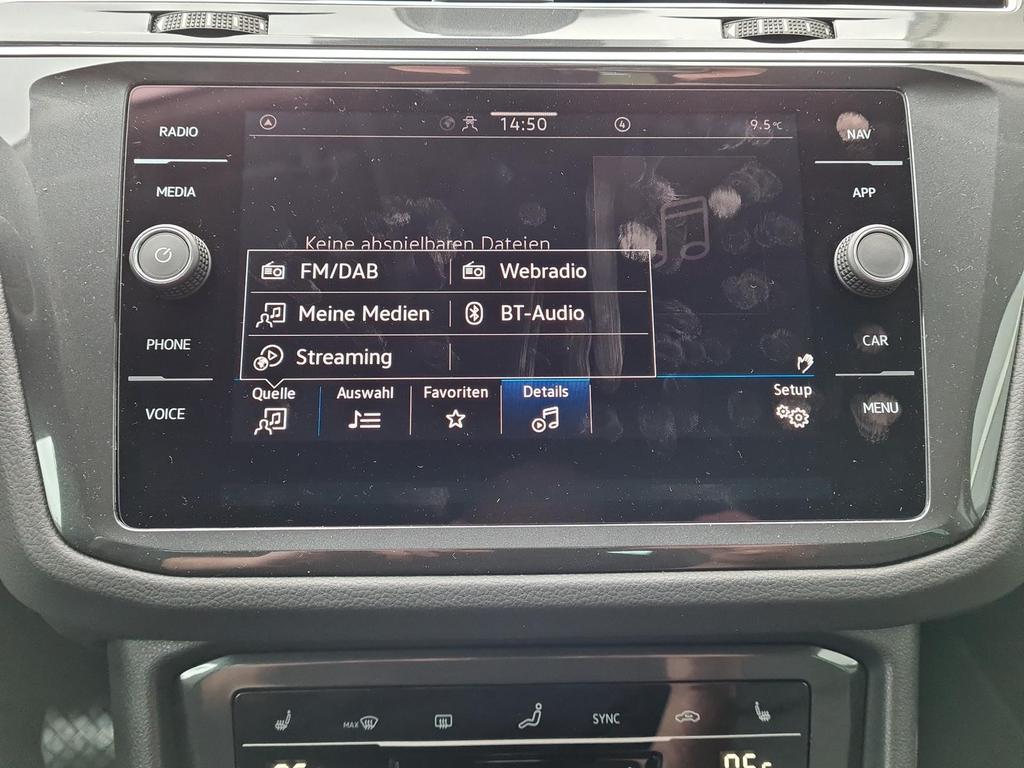 RADIO
MEDIA
PHONE
VOICE
14:50
4
9.5°C
NAV
APP
CAR
MENU
Keine abspielbaren Dateien
FM/DAB
Webradio
Meine Medien
BT-Audio
Streaming
Quelle
Auswahl
Favoriten
Details
Setup
MAX
SYNC